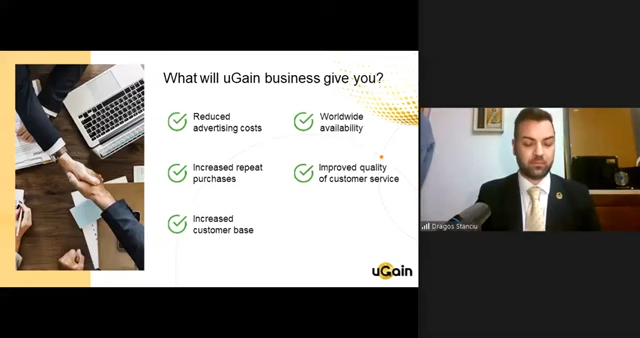 What will uGain business give you?
Reduced
advertising costs
Worldwide
availability
Increased repeat
purchases
Improved quality
of customer service
Increased
customer base
uGain
Dragos Stanciu